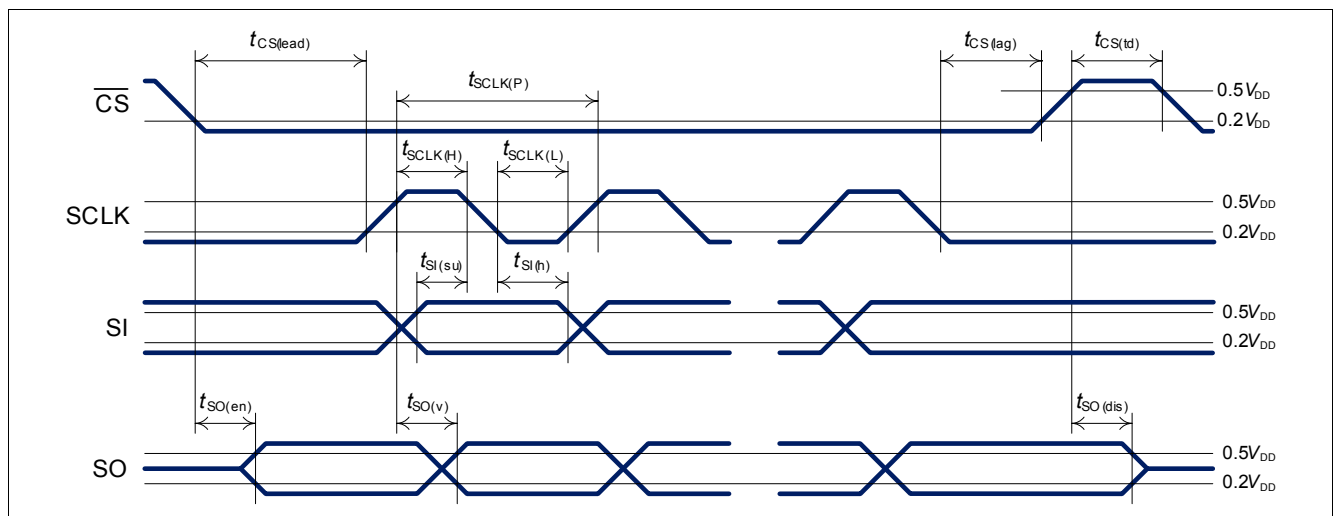 tCS(lead)
tCS(lag)
tCS(td)
CS
tSCLK(P)
0.5VDD
0.2VDD
tSCLK(H)
tSCLK(L)
SCLK
0.5VDD
0.2VDD
tSI(su)
tSI(h)
SI
0.5VDD
0.2VDD
tSO(en)
tSO(v)
tSO(dis)
SO
0.5VDD
0.2VDD